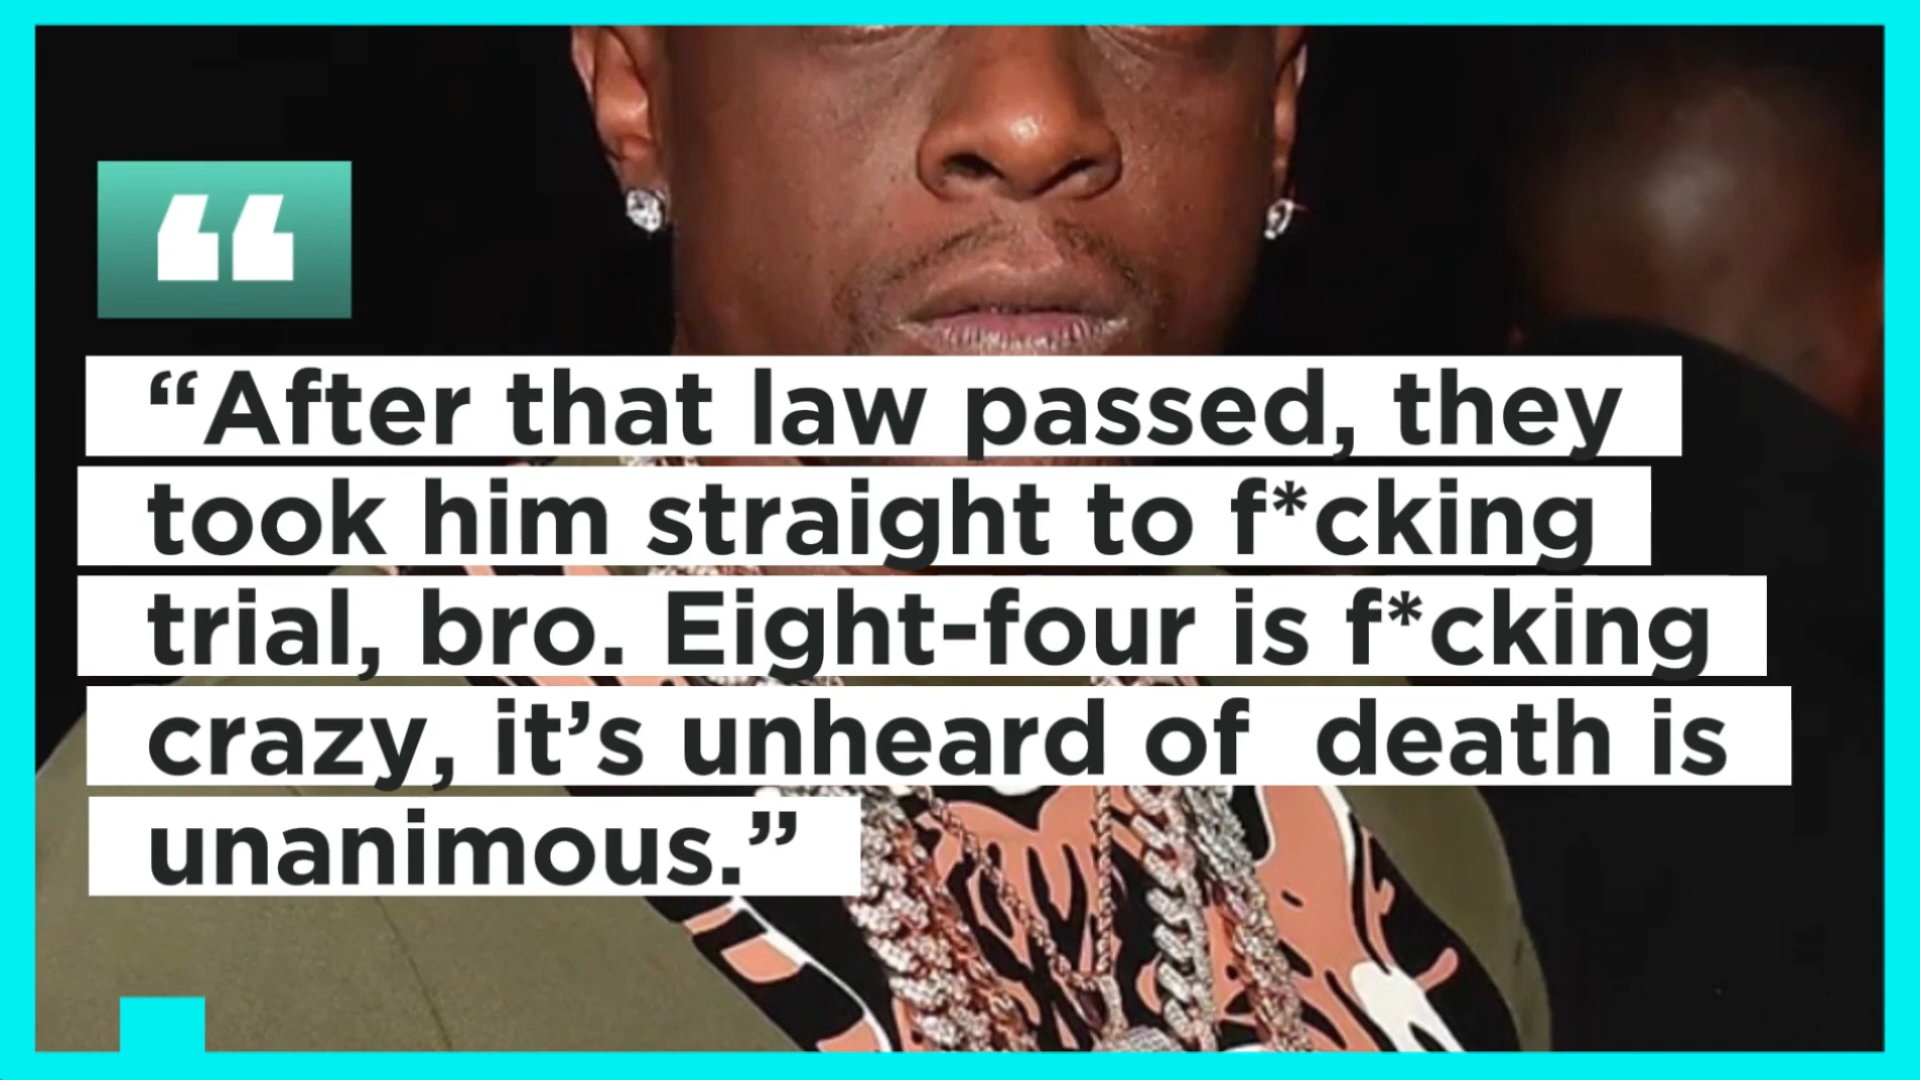 “
“After that law passed, they
took him straight to f*cking
trial, bro. Eight-four is f*cking
crazy, it’s unheard of  death is
unanimous.”